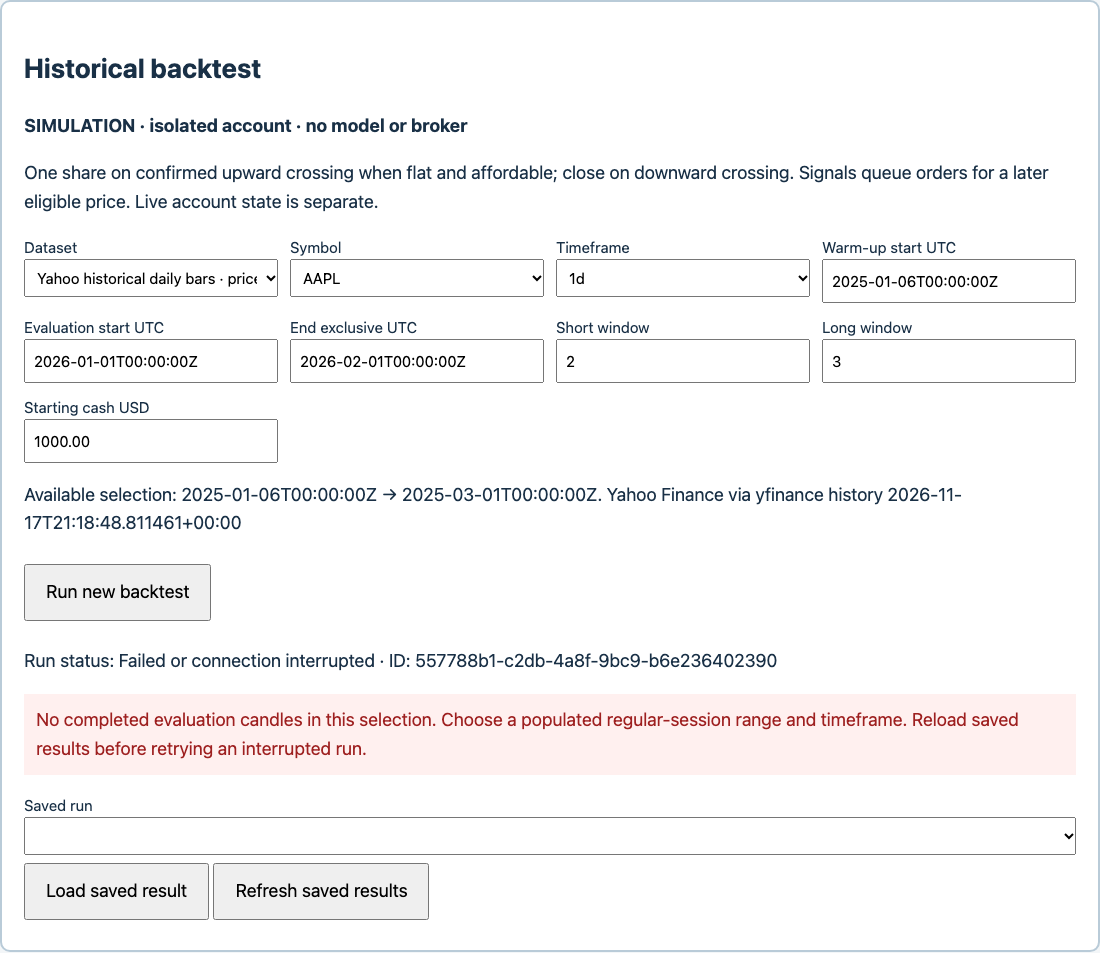 Historical backtest
SIMULATION · isolated account · no model or broker
One share on confirmed upward crossing when flat and affordable; close on downward crossing. Signals queue orders for a later
eligible price. Live account state is separate.
Dataset
Symbol
Timeframe
Warm-up start UTC
Yahoo historical daily bars · price
AAPL
1d
2025-01-06T00:00:00Z
Evaluation start UTC
End exclusive UTC
Short window
Long window
2026-01-01T00:00:00Z
2026-02-01T00:00:00Z
2
3
Starting cash USD
1000.00
Available selection: 2025-01-06T00:00:00Z → 2025-03-01T00:00:00Z. Yahoo Finance via yfinance history 2026-11-
17T21:18:48.811461+00:00
Run new backtest
Run status: Failed or connection interrupted · ID: 557788b1-c2db-4a8f-9bc9-b6e236402390
No completed evaluation candles in this selection. Choose a populated regular-session range and timeframe. Reload saved
results before retrying an interrupted run.
Saved run
Load saved result
Refresh saved results